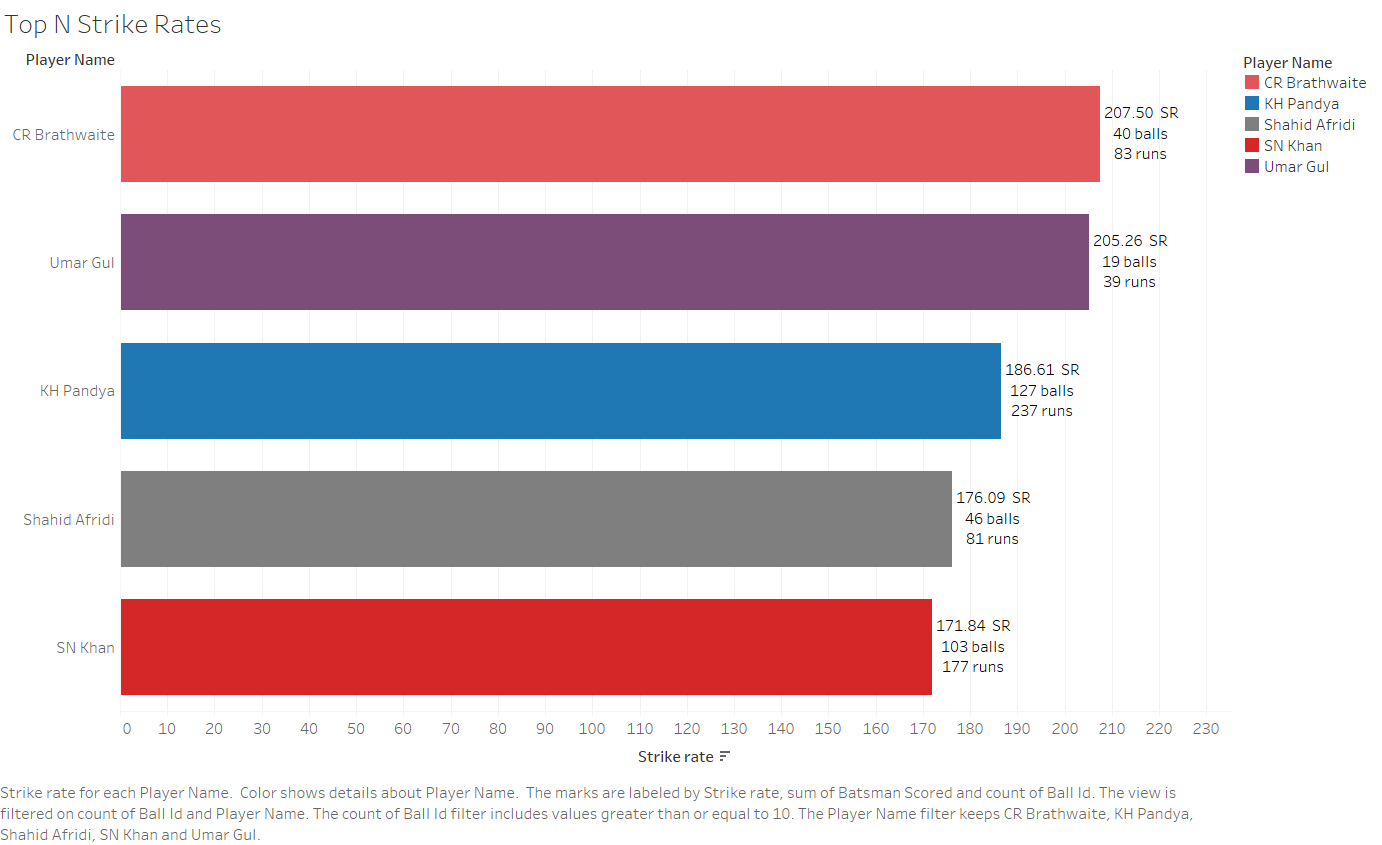 Top N Strike Rates
Player Name
CR Brathwaite
207.50  SR
40 balls
83 runs
Umar Gul
205.26  SR
19 balls
39 runs
KH Pandya
186.61  SR
127 balls
237 runs
Shahid Afridi
176.09  SR
46 balls
81 runs
SN Khan
171.84  SR
103 balls
177 runs
0 10 20 30 40 50 60 70 80 90 100 110 120 130 140 150 160 170 180 190 200 210 220 230
Strike rate
Player Name
CR Brathwaite
KH Pandya
Shahid Afridi
SN Khan
Umar Gul
Strike rate for each Player Name.  Color shows details about Player Name.  The marks are labeled by Strike rate, sum of Batsman Scored and count of Ball Id. The view is
filtered on count of Ball Id and Player Name. The count of Ball Id filter includes values greater than or equal to 10. The Player Name filter keeps CR Brathwaite, KH Pandya,
Shahid Afridi, SN Khan and Umar Gul.